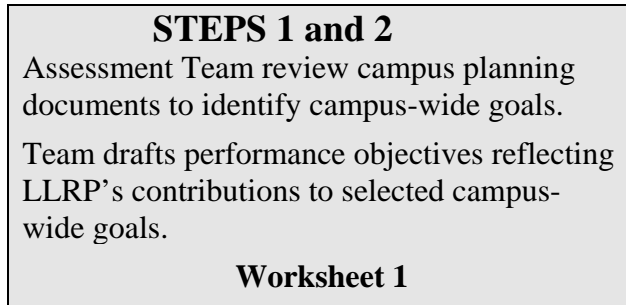 STEPS 1 and 2
Assessment Team review campus planning
documents to identify campus-wide goals.
Team drafts performance objectives reflecting
LLRP’s contributions to selected campus-
wide goals.
Worksheet 1